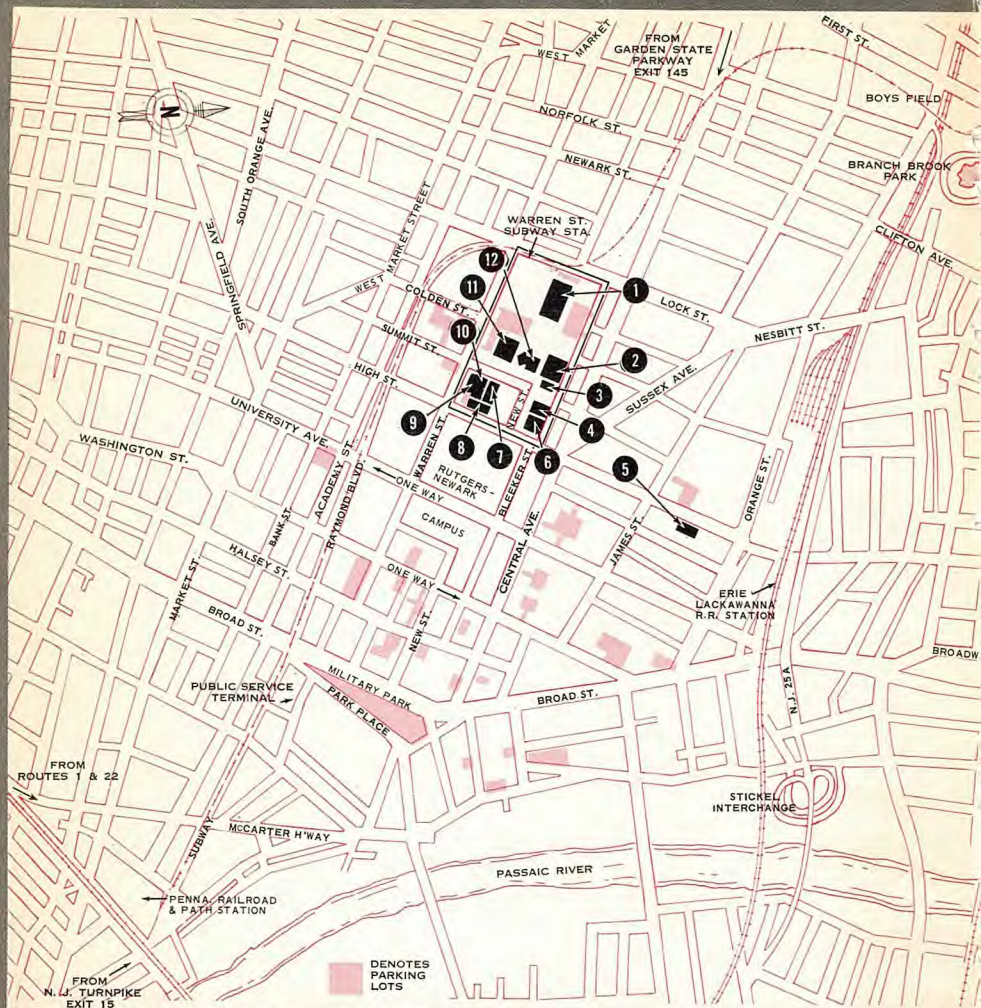 FIRST ST.
WEST MARKET
FROM
GARDEN STATE
PARKWAY
EXIT 145
BOYS FIELD
N
SOUTH ORANGE AVE.
NORFOLK ST.
NEWARK ST.
BRANCH BROOK
PARK
WARREN ST.
SUBWAY STA.
CLIFTON AVE.
SPRINGFIELD AVE.
WEST MARKET STREET
12
11
1
COLDEN ST.
LOCK ST.
10
SUMMIT ST.
NESBITT ST.
2
HIGH ST.
3
SUSSEX AVE.
NEW ST.
9
8
7
6
4
UNIVERSITY AVE.
WASHINGTON ST.
ACADEMY ST.
RAYMOND BLVD.
WARREN ST.
BLEEKER ST.
5
ORANGE ST.
RUTGERS-
NEWARK
CAMPUS
ONE WAY
CENTRAL AVE.
JAMES ST.
BANK ST.
HALSEY ST.
ONE WAY
MARKET ST.
ERIE
LACKAWANNA
R.R. STATION
BROAD ST.
NEW ST.
BROADW
MILITARY PARK
PARK PLACE
PUBLIC SERVICE
TERMINAL
BROAD ST.
N.J. 25A
FROM
ROUTES 1 & 22
STICKEL
INTERCHANGE
SUBWAY
McCARTER H'WAY
PASSAIC RIVER
PENNA. RAILROAD
& PATH STATION
DENOTES
PARKING
LOTS
FROM
N.J. TURNPIKE
EXIT 15